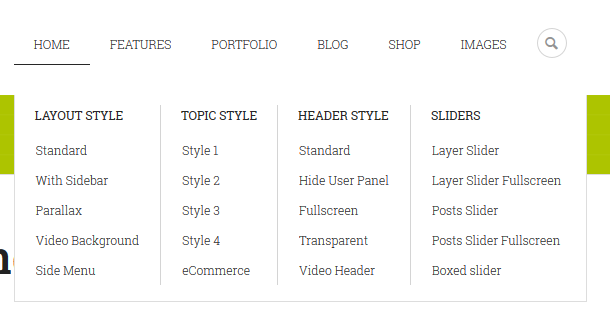 HOME FEATURES PORTFOLIO BLOG SHOP IMAGES
LAYOUT STYLE
Standard
With Sidebar
Parallax
Video Background
Side Menu
TOPIC STYLE
Style 1
Style 2
Style 3
Style 4
eCommerce
HEADER STYLE
Standard
Hide User Panel
Fullscreen
Transparent
Video Header
SLIDERS
Layer Slider
Layer Slider Fullscreen
Posts Slider
Posts Slider Fullscreen
Boxed slider